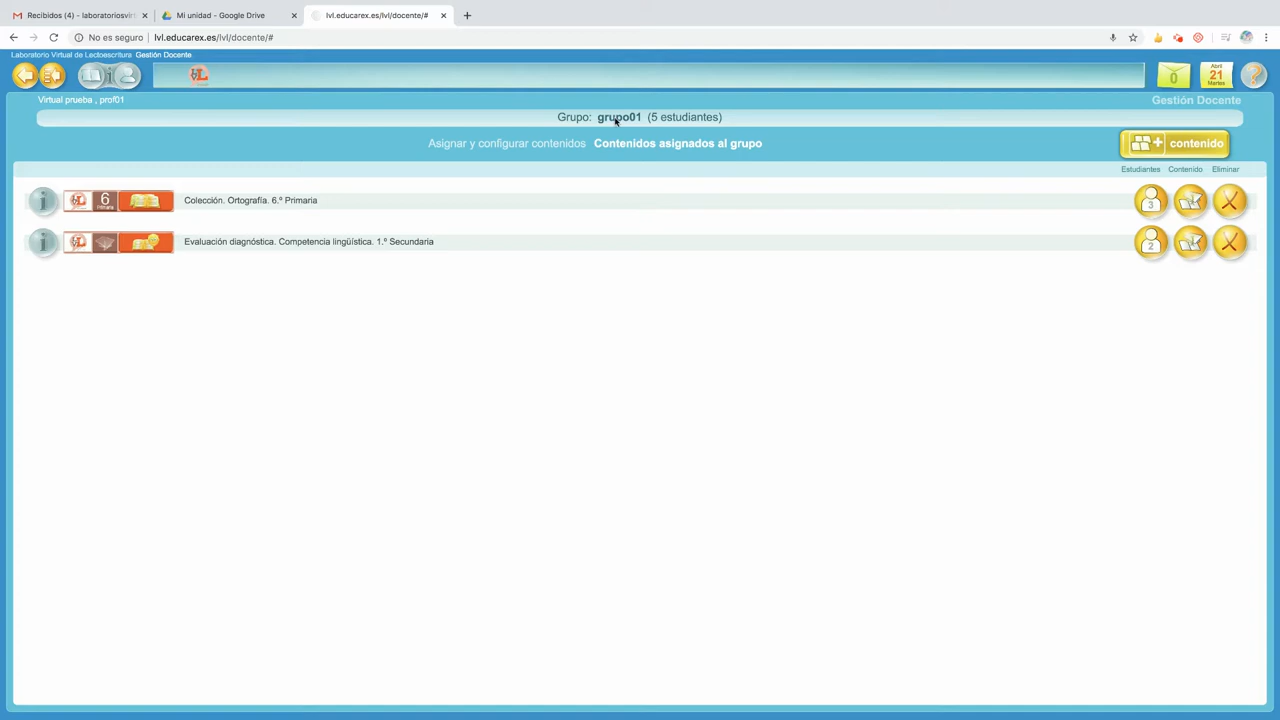 Recibidos (4) - laboratoriosvirt
Mi unidad - Google Drive
lvl.educarex.es/lvl/docente/#
No es seguro
lvl.educarex.es/lvl/docente/#
Laboratorio Virtual de Lectoescritura Gestión Docente
0
Abril
21
Martes
?
Virtual prueba , prof01
Gestión Docente
Grupo: grupo01 (5 estudiantes)
Asignar y configurar contenidos Contenidos asignados al grupo
+ contenido
Estudiantes Contenido Eliminar
i 6 Primaria Colección. Ortografía. 6.º Primaria 3
i Evaluación diagnóstica. Competencia lingüística. 1.º Secundaria 2